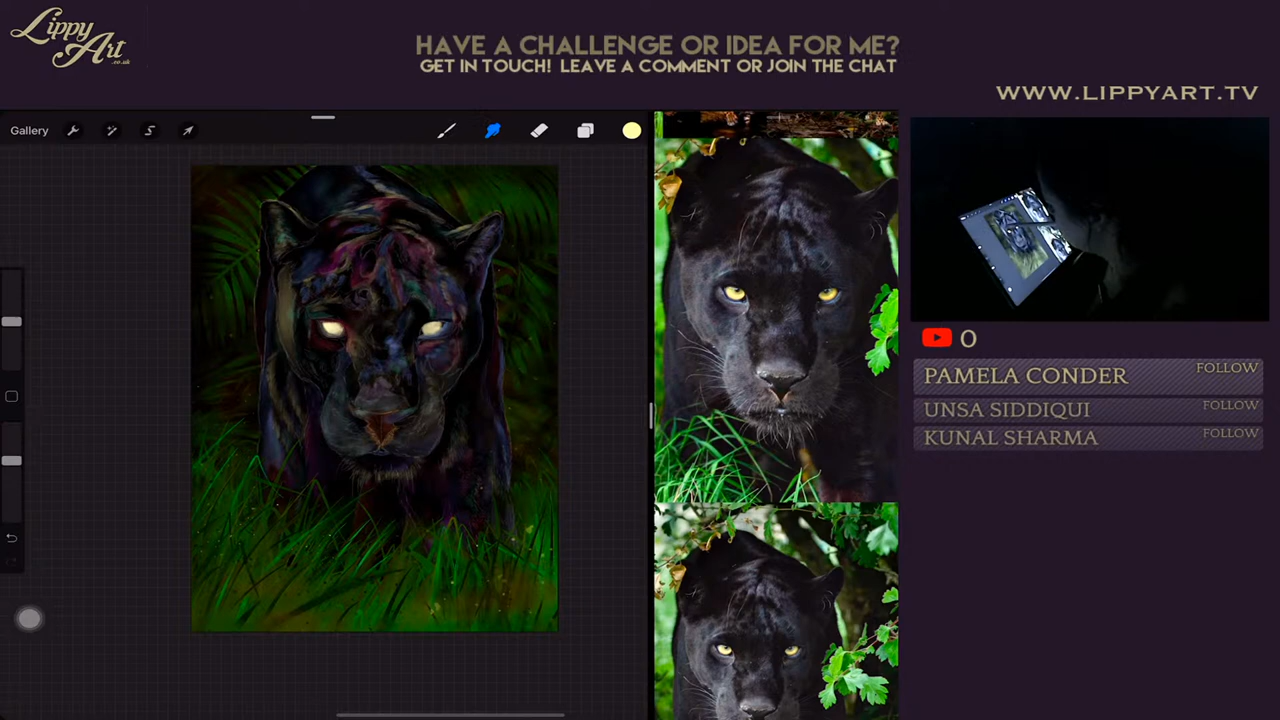 Lippy
Art
.co.uk
HAVE A CHALLENGE OR IDEA FOR ME?
GET IN TOUCH! LEAVE A COMMENT OR JOIN THE CHAT
WWW.LIPPYART.TV
Gallery
0
PAMELA CONDER FOLLOW
UNSA SIDDIQUI FOLLOW
KUNAL SHARMA FOLLOW